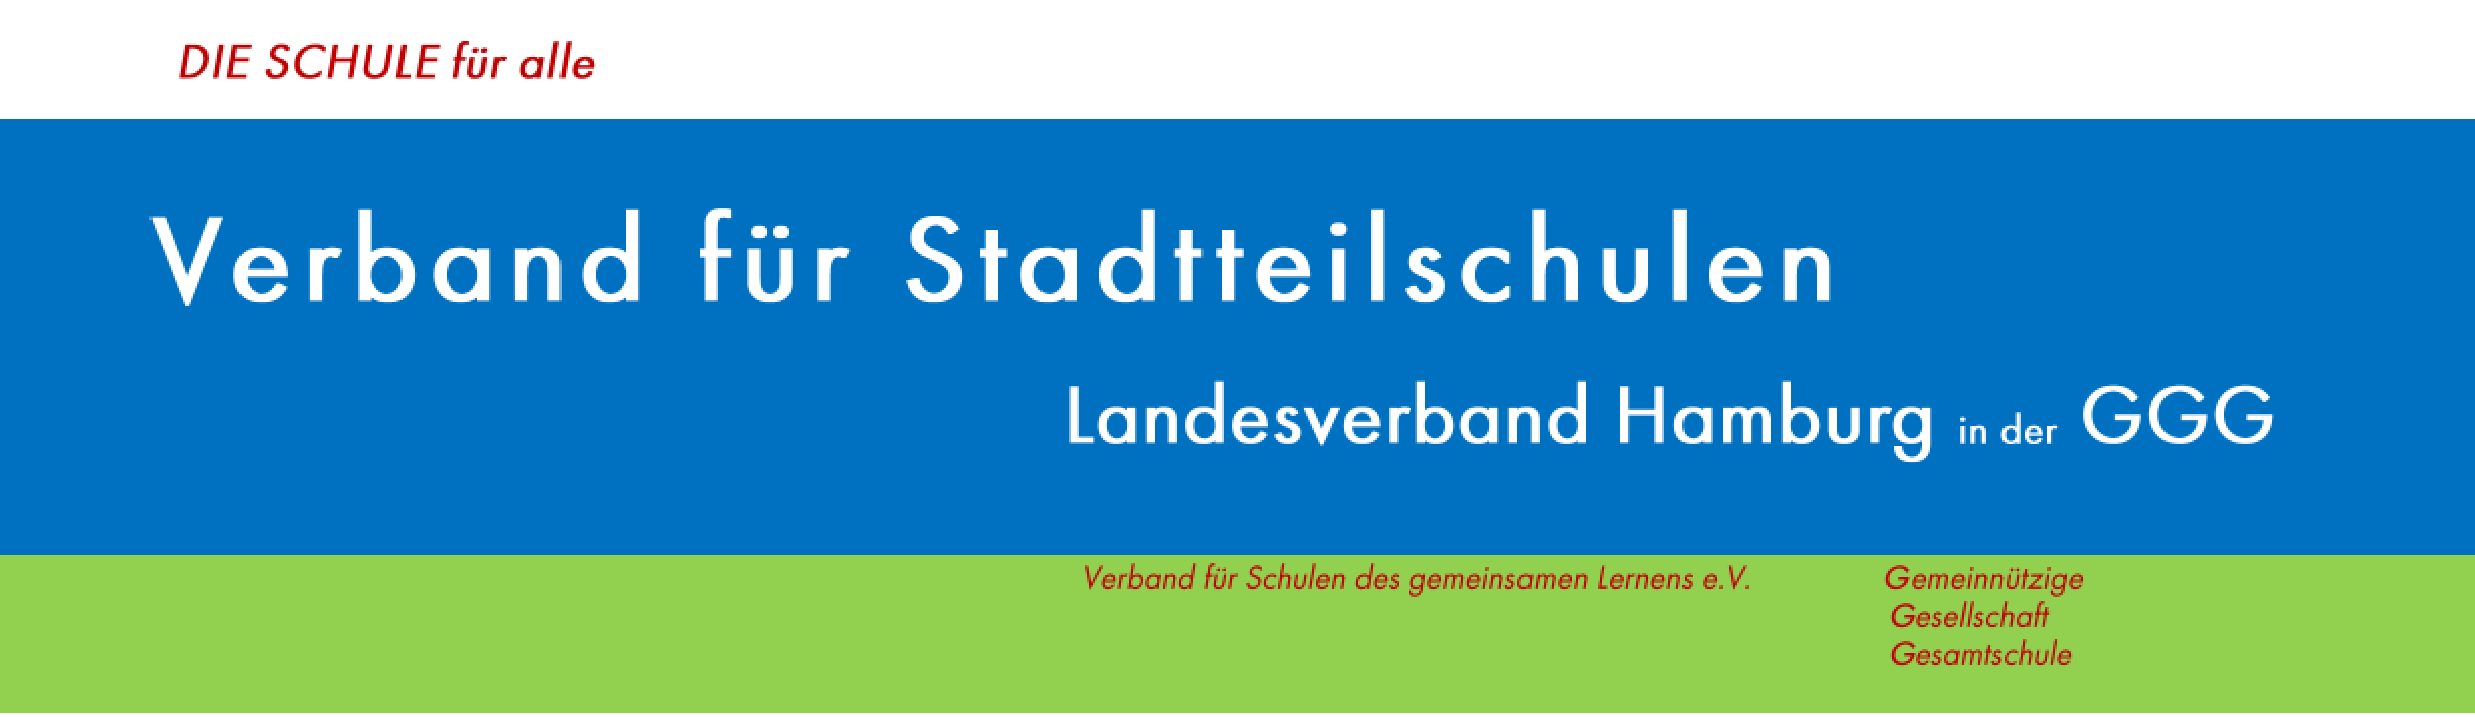 DIE SCHULE für alle
Verband für Stadtteilschulen
Landesverband Hamburg in der GGG
Verband für Schulen des gemeinsamen Lernens e.V. Gemeinnützige
Gesellschaft
Gesamtschule